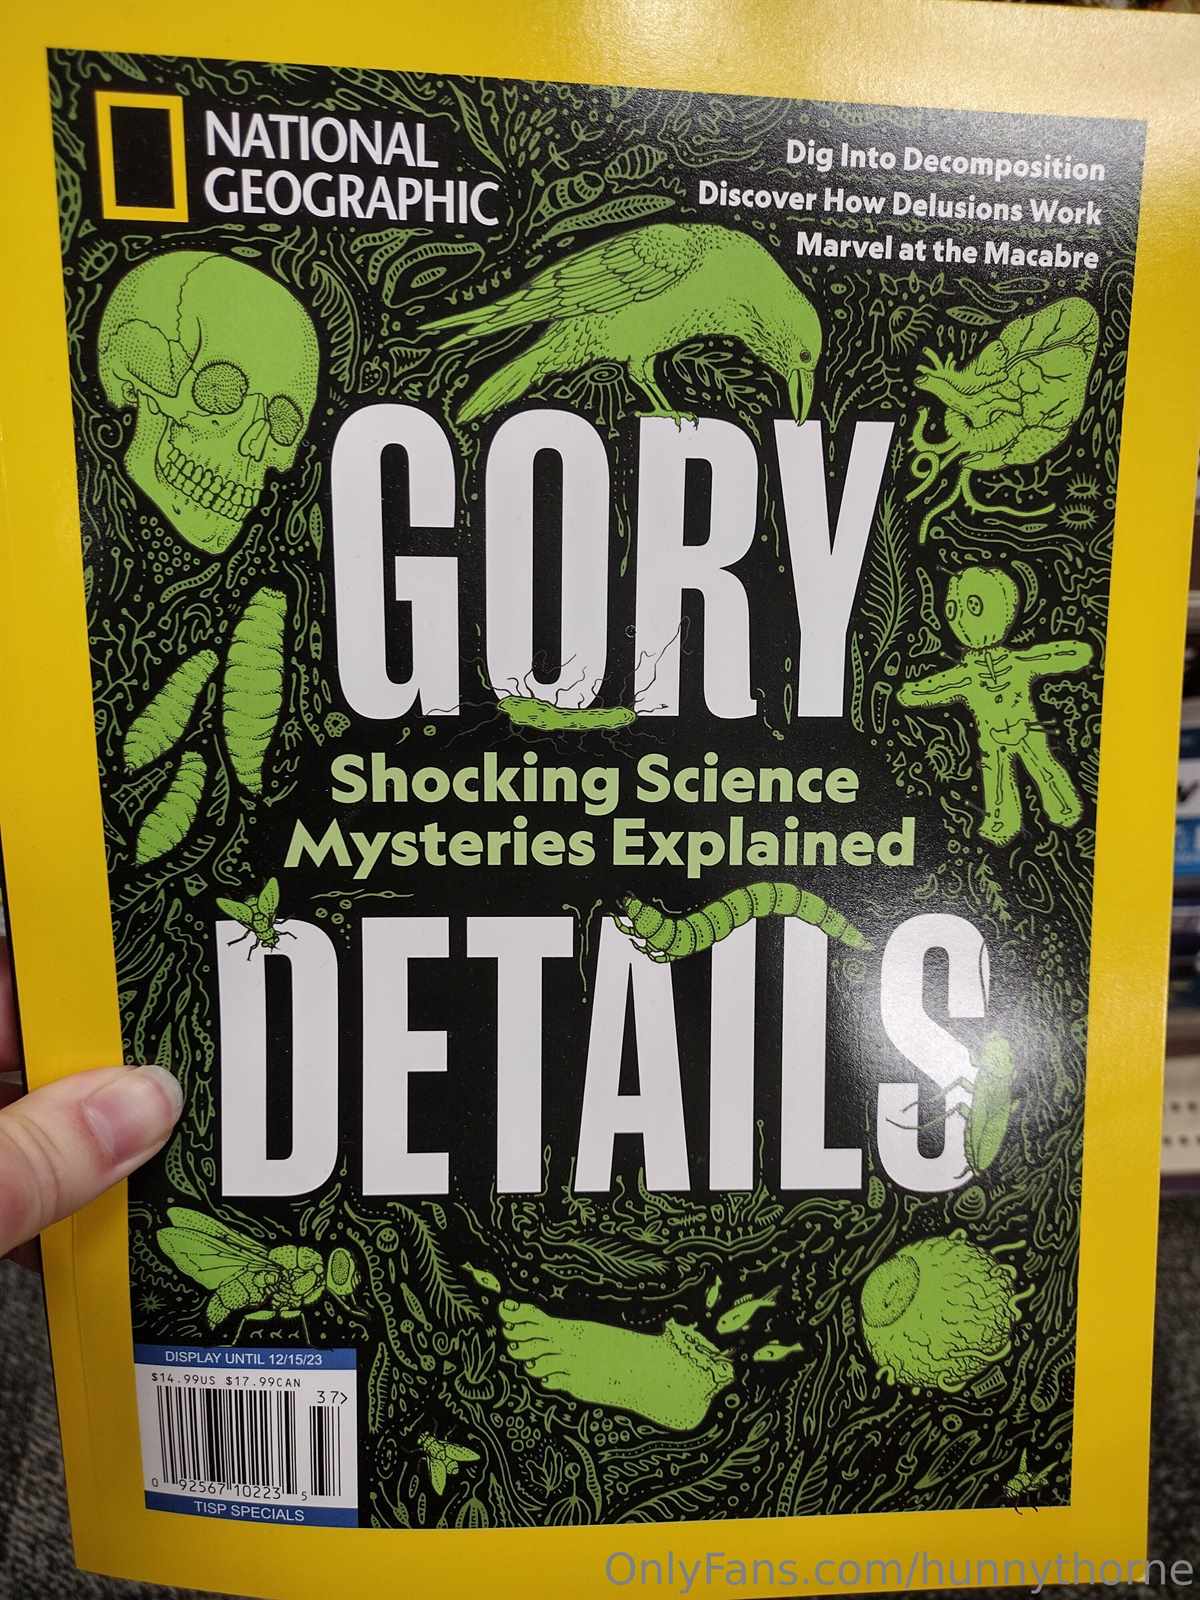 NATIONAL
GEOGRAPHIC
Dig Into Decomposition
Discover How Delusions Work
Marvel at the Macabre
GORY
Shocking Science
Mysteries Explained
DETAILS
DISPLAY UNTIL 12/15/23
$14.99US $17.99CAN
37>
0 92567 10223 5
TISP SPECIALS
OnlyFans.com/hunnythorne